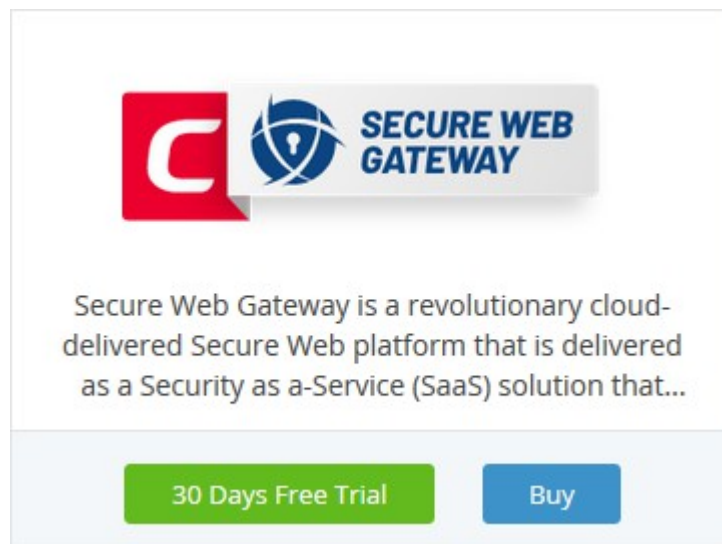 C
SECURE WEB
GATEWAY
Secure Web Gateway is a revolutionary cloud-
delivered Secure Web platform that is delivered
as a Security as a-Service (SaaS) solution that...
30 Days Free Trial
Buy